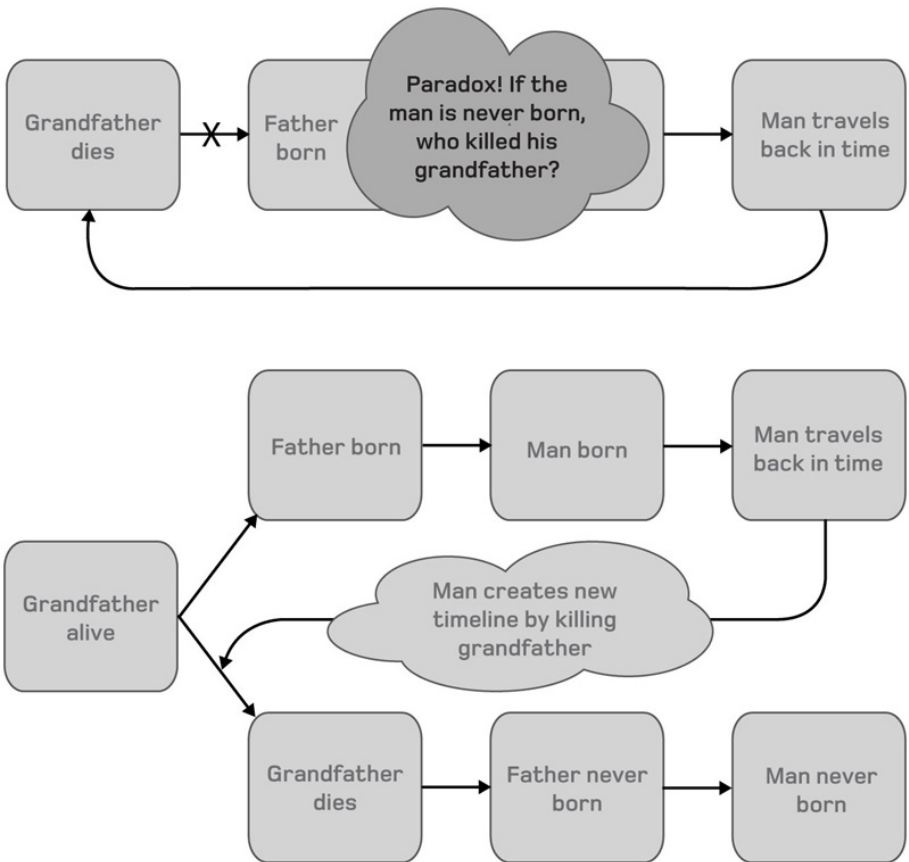 Grandfather
dies
X
Father
born
Paradox! If the
man is never born,
who killed his
grandfather?
Man travels
back in time
Father born
Man born
Man travels
back in time
Grandfather
alive
Man creates new
timeline by killing
grandfather
Grandfather
dies
Father never
born
Man never
born